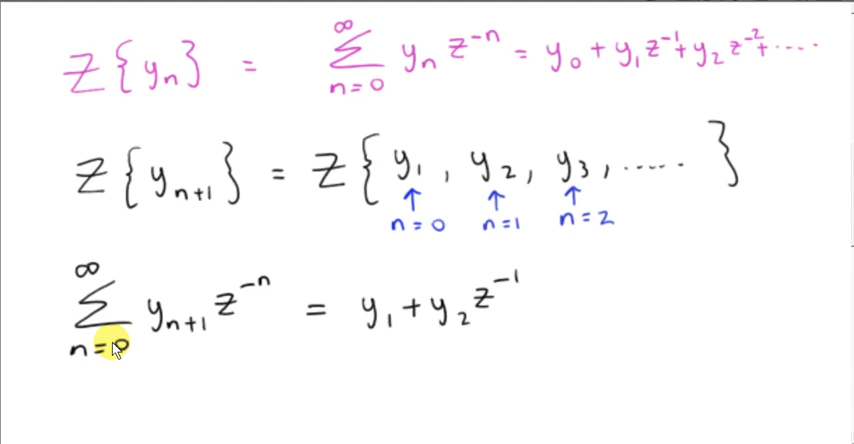 Z{yₙ} = ∑_{n=0}^{∞} yₙ z⁻ⁿ = y₀ + y₁ z⁻¹ + y₂ z⁻² + ....
Z{yₙ₊₁} = Z{y₁, y₂, y₃, ..... }
↑ ↑ ↑
n=0 n=1 n=2
∑_{n=0}^{∞} yₙ₊₁ z⁻ⁿ = y₁ + y₂ z⁻¹